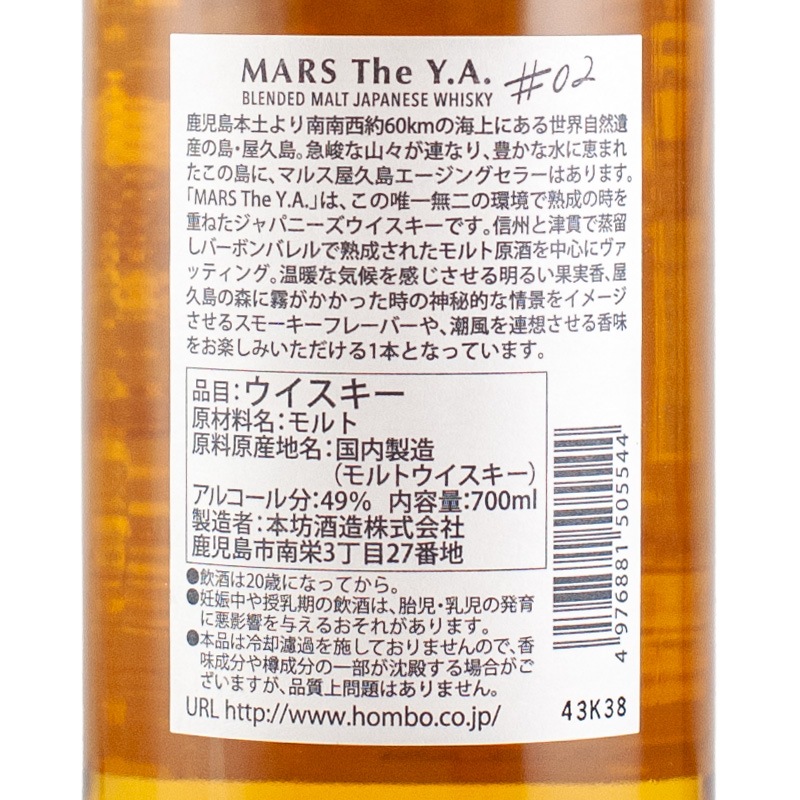 MARS The Y.A. #02
BLENDED MALT JAPANESE WHISKY
鹿児島本土より南南西約60kmの海上にある世界自然遺
産の島・屋久島。急峻な山々が連なり、豊かな水に恵まれ
たこの島に、マルス屋久島エージングセラーはあります。
「MARS The Y.A.」は、この唯一無二の環境で熟成の時を
重ねたジャパニーズウイスキーです。信州と津貫で蒸留
しバーボンバレルで熟成されたモルト原酒を中心にヴァ
ッティング。温暖な気候を感じさせる明るい果実香、屋
久島の森に霧がかかった時の神秘的な情景をイメージ
させるスモーキーフレーバーや、潮風を連想させる香味
をお楽しみいただける1本となっています。
品目:ウイスキー
原材料名:モルト
原料原産地名:国内製造
(モルトウイスキー)
アルコール分:49% 内容量:700ml
製造者:本坊酒造株式会社
鹿児島市南栄3丁目27番地
●飲酒は20歳になってから。
●妊娠中や授乳期の飲酒は、胎児・乳児の発育
に悪影響を与えるおそれがあります。
●本品は冷却濾過を施しておりませんので、香
味成分や樽成分の一部が沈殿する場合がご
ざいますが、品質上問題はありません。
URL http://www.hombo.co.jp/
4 976881 505544
43K38